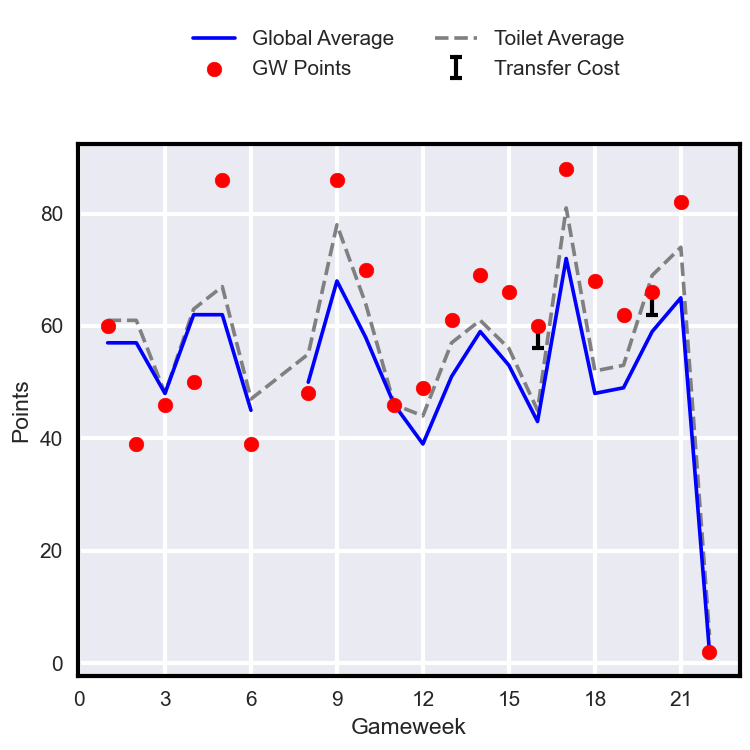 Global Average
Toilet Average
GW Points
Transfer Cost
80
60
40
20
0
Points
0 3 6 9 12 15 18 21
Gameweek